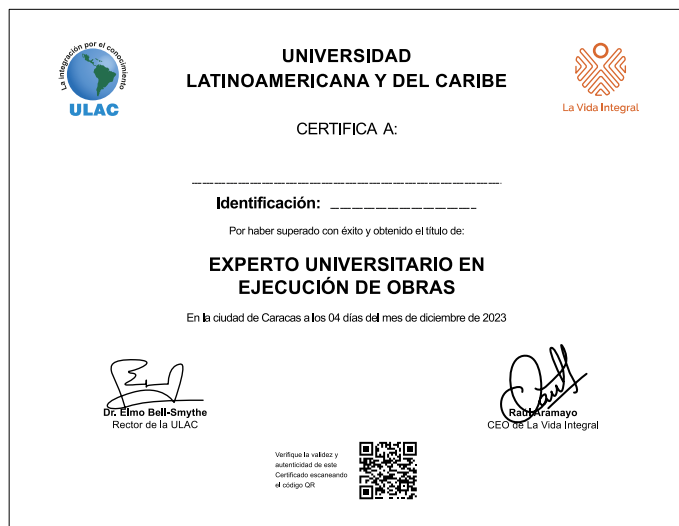 La integración por el conocimiento
ULAC
UNIVERSIDAD
LATINOAMERICANA Y DEL CARIBE
La Vida Integral
CERTIFICA A:
Identificación:
Por haber superado con éxito y obtenido el título de:
EXPERTO UNIVERSITARIO EN
EJECUCIÓN DE OBRAS
En la ciudad de Caracas a los 04 días del mes de diciembre de 2023
Dr. Elmo Bell-Smythe
Rector de la ULAC
Raúl Aramayo
CEO de La Vida Integral
Verifique la validez y
autenticidad de este
Certificado escaneando
el código QR